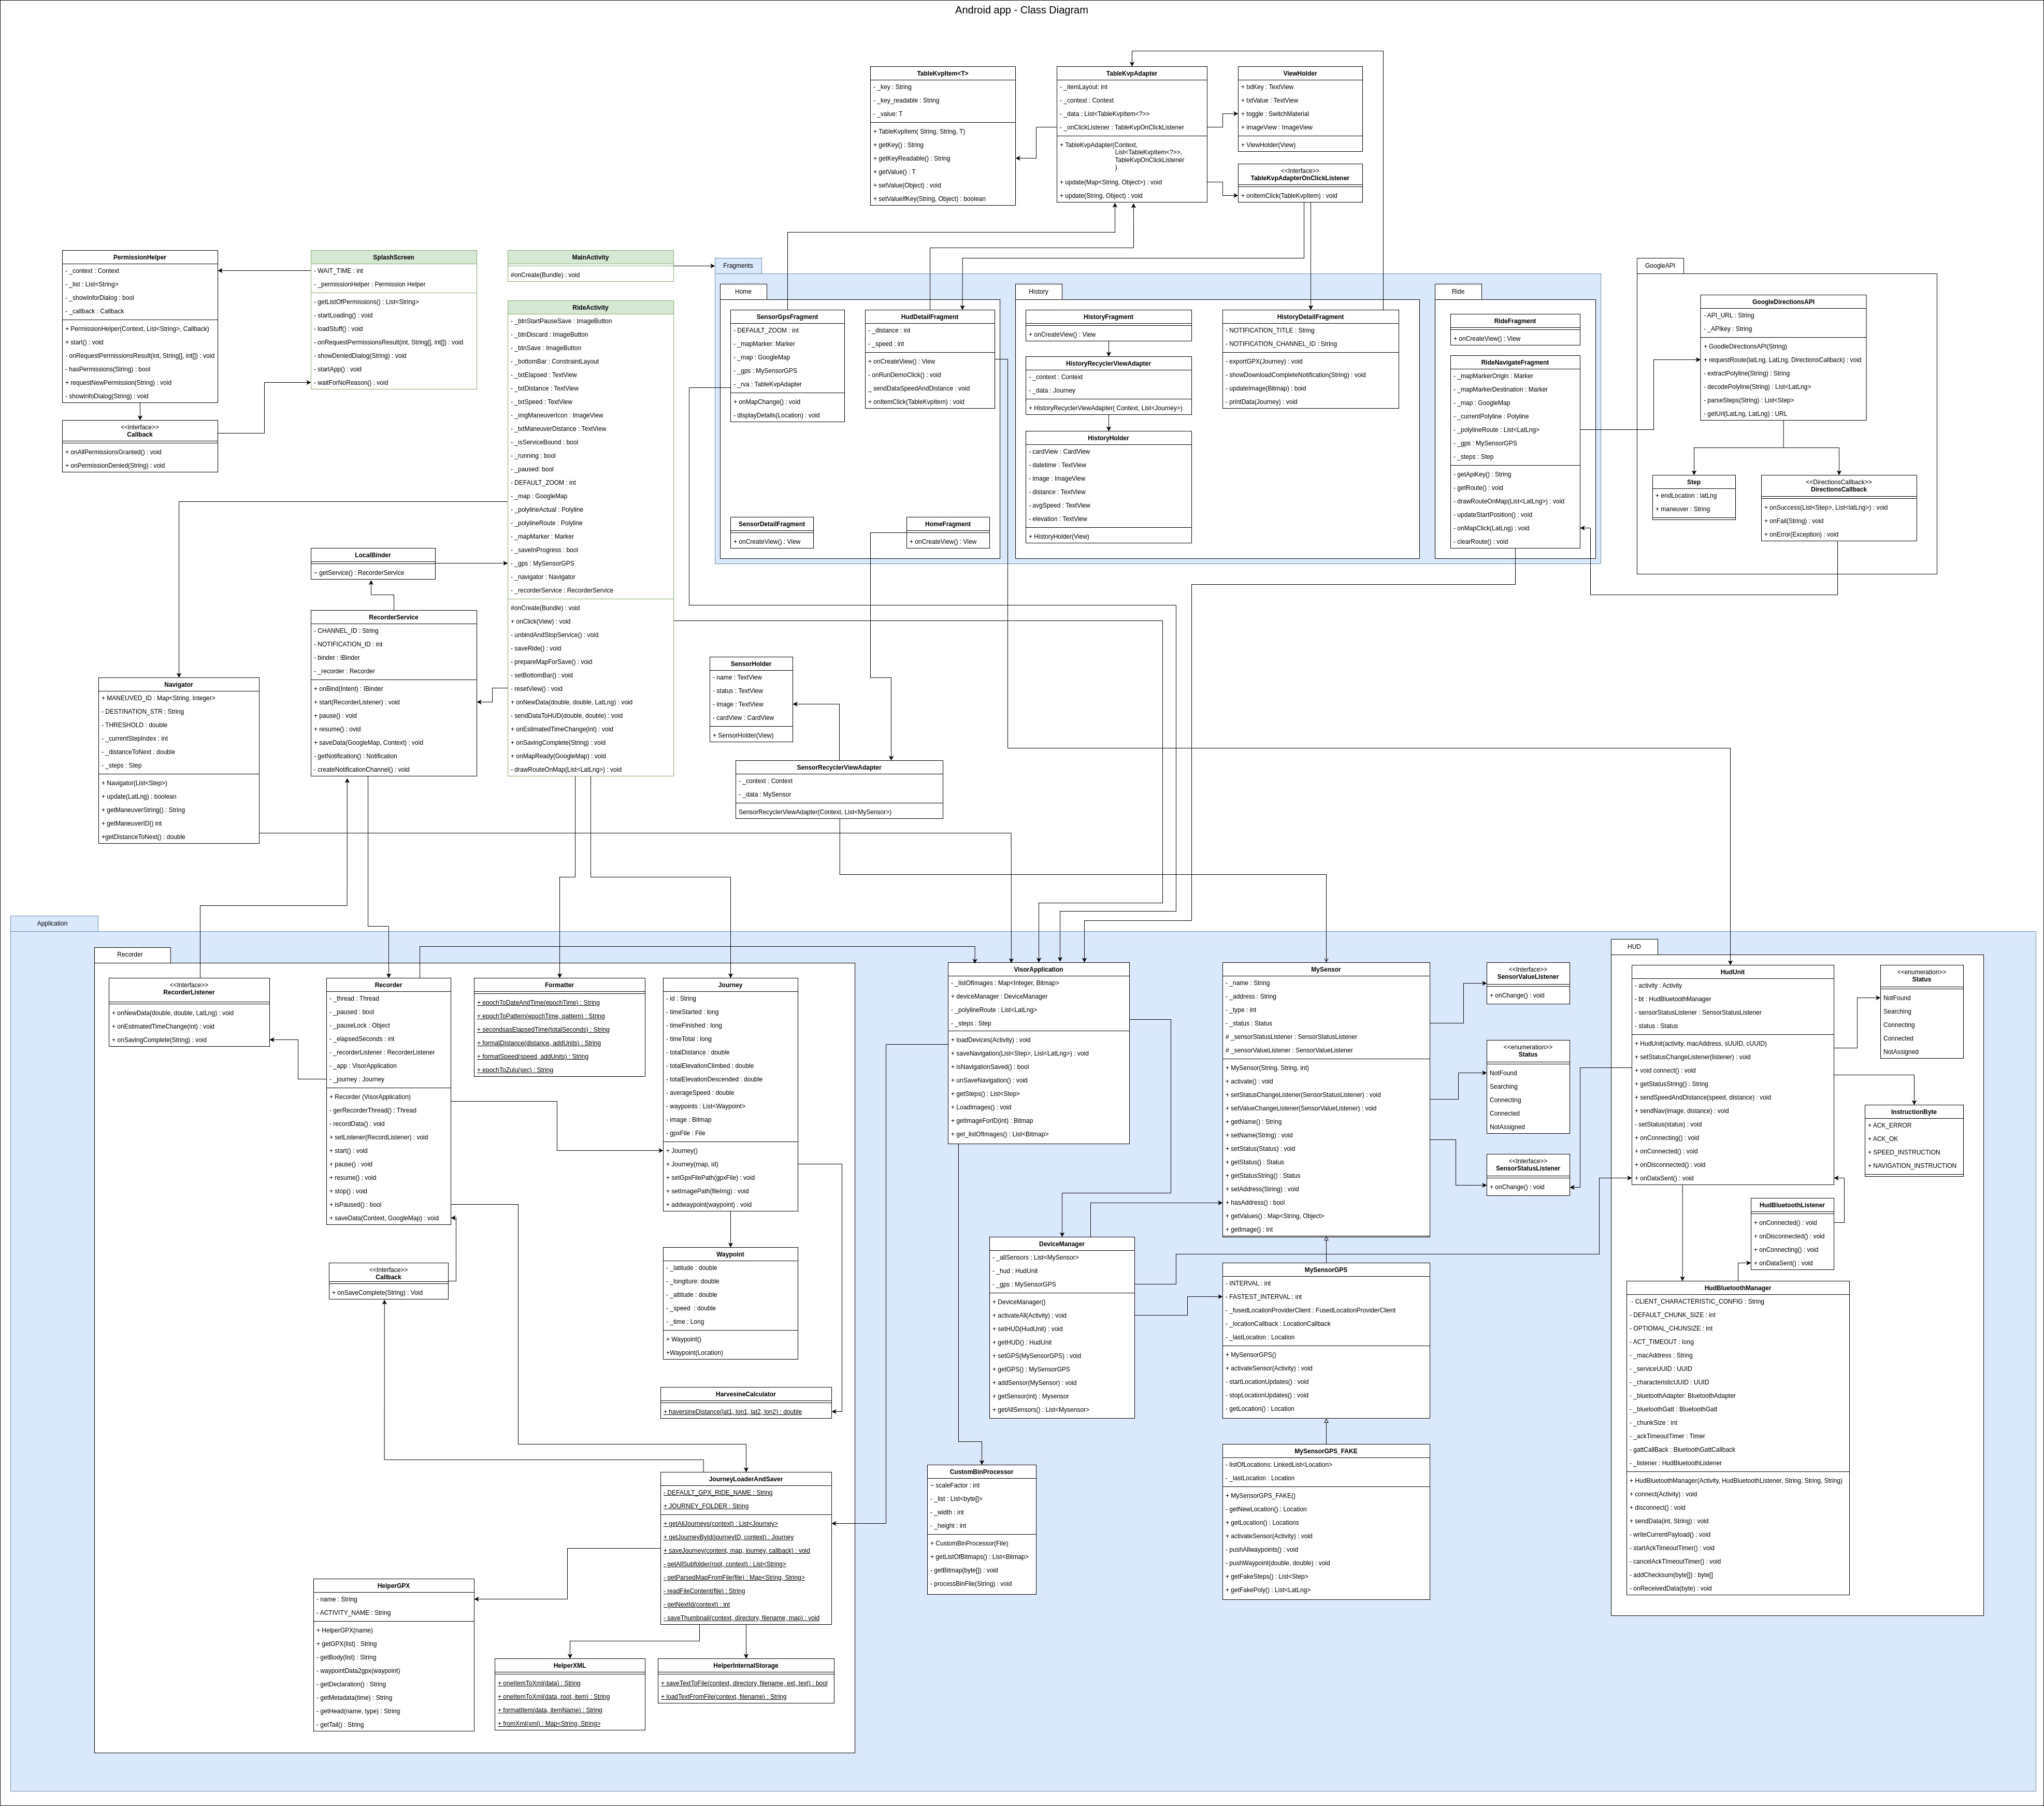 Android app - Class Diagram
TableKvpItem<T>
- _key : String
- _key_readable : String
- _value: T
+ TableKvpItem( String, String, T)
+ getKey() : String
+ getKeyReadable() : String
+ getValue() : T
+ setValue(Object) : void
+ setValueIfKey(String, Object) : boolean
TableKvpAdapter
- _itemLayout: int
- _context : Context
- _data : List<TableKvpItem<?>>
- _onClickListener : TableKvpOnClickListener
+ TableKvpAdapter(Context,
List<TableKvpItem<?>>,
TableKvpOnClickListener
)
+ update(Map<String, Object>) : void
+ update(String, Object) : void
ViewHolder
+ txtKey : TextView
+ txtValue : TextView
+ toggle : SwitchMaterial
+ imageView : ImageView
+ ViewHolder(View)
<<Interface>>
TableKvpAdapterOnClickListener
+ onItemClick(TableKvpItem) : void
PermissionHelper
- _context : Context
- _list : List<String>
- _showInforDialog : bool
- _callback : Callback
+ PermissionHelper(Context, List<String>, Callback)
+ start() : void
- onRequestPermissionsResult(int, String[], int[]) : void
- hasPermissions(String) : bool
+ requestNewPermission(String) : void
- showInfoDialog(String) : void
<<Interface>>
Callback
+ onAllPermissionsGranted() : void
+ onPermissionDenied(String) : void
SplashScreen
- WAIT_TIME : int
- _permissionHelper : Permission Helper
- getListOfPermissions() : List<String>
- startLoading() : void
- loadStuff() : void
- onRequestPermissionsResult(int, String[], int[]) : void
- showDeniedDialog(String) : void
- startApp() : void
- waitForNoReason() : void
MainActivity
#onCreate(Bundle) : void
RideActivity
- _btnStartPauseSave : ImageButton
- _btnDiscard : ImageButton
- _btnSave : ImageButton
- _bottomBar : ConstraintLayout
- _txtElapsed : TextView
- _txtDistance : TextView
- _txtSpeed : TextView
- _imgManeuverIcon : ImageView
- _txtManeuverDistance : TextView
- _isServiceBound : bool
- _running : bool
- _paused: bool
- DEFAULT_ZOOM : int
- _map : GoogleMap
- _polylineActual : Polyline
- _polylineRoute : Polyline
- _mapMarker : Marker
- _saveInProgress : bool
- _gps : MySensorGPS
- _navigator : Navigator
- _recorderService : RecorderService
#onCreate(Bundle) : void
+ onClick(View) : void
- unbindAndStopService() : void
- saveRide() : void
- prepareMapForSave() : void
- setBottomBar() : void
- resetView() : void
+ onNewData(double, double, LatLng) : void
- sendDataToHUD(double, double) : void
+ onEstimatedTimeChange(int) : void
+ onSavingComplete(String) : void
+ onMapReady(GoogleMap) : void
- drawRouteOnMap(List<LatLng>) : void
Fragments
Home
SensorGpsFragment
- DEFAULT_ZOOM : int
- _mapMarker: Marker
- _map : GoogleMap
- _gps : MySensorGPS
- _rva : TableKvpAdapter
+ onMapChange() : void
- displayDetails(Location) : void
HudDetailFragment
- _distance : int
- _speed : int
+ onCreateView() : View
- onRunDemoClick() : void
_ sendDataSpeedAndDistance : void
+ onItemClick(TableKvpItem) : void
SensorDetailFragment
+ onCreateView() : View
HomeFragment
+ onCreateView() : View
History
HistoryFragment
+ onCreateView() : View
HistoryRecyclerViewAdapter
- _context : Context
- _data : Journey
+ HistoryRecyclerViewAdapter( Context, List<Journey>)
HistoryHolder
- cardView : CardView
- datetime : TextView
- image : ImageView
- distance : TextView
- avgSpeed : TextView
- elevation : TextView
+ HistoryHolder(View)
HistoryDetailFragment
- NOTIFICATION_TITLE : String
- NOTIFICATION_CHANNEL_ID : String
- exportGPX(Journey) : void
- showDownloadCompleteNotification(String) : void
- updateImage(Bitmap) : boid
- printData(Journey) : void
Ride
RideFragment
+ onCreateView() : View
RideNavigateFragment
- _mapMarkerOrigin : Marker
- _mapMarkerDestination : Marker
- _map : GoogleMap
- _currentPolyline : Polyline
- _polylineRoute : List<LatLng>
- _gps : MySensorGPS
- _steps : Step
- getApiKey() : String
- getRoute() : void
- drawRouteOnMap(List<LatLng>) : void
- updateStartPosition() : void
- onMapClick(LatLng) : void
- clearRoute() : void
GoogleAPI
GoogleDirectionsAPI
- API_URL : String
- _APIkey : String
+ GoodleDirectionsAPI(String)
+ requestRoute(latLng, LatLng, DirectionsCallback) : void
- extractPolyline(String) : String
- decodePolyline(String) : List<LatLng>
- parseSteps(String) : List<Step>
- getUrl(LatLng, LatLng) : URL
Step
+ endLocation : latLng
+ maneuver : String
<<DirectionsCallback>>
DirectionsCallback
+ onSuccess(List<Step>, List<latLng>) : void
+ onFail(String) : void
+ onError(Exception) : void
LocalBinder
~ getService() : RecorderService
RecorderService
- CHANNEL_ID : String
- NOTIFICATION_ID : int
- binder : IBinder
- _recorder : Recorder
+ onBind(Intent) : IBinder
+ start(RecorderListener) : void
+ pause() : void
+ resume() : ovid
+ saveData(GoogleMap, Context) : void
- getNotification() : Notification
- createNotificationChannel() : void
Navigator
+ MANEUVED_ID : Map<String, Integer>
- DESTINATION_STR : String
- THRESHOLD : double
- _currentStepIndex : int
- _distanceToNext : double
- _steps : Step
+ Navigator(List<Step>)
+ update(LatLng) : boolean
+ getManeuverString() : String
+ getManeuverID() int
+getDistanceToNext() : double
SensorHolder
- name : TextView
- status : TextView
- image : TextView
- cardView : CardView
+ SensorHolder(View)
SensorRecyclerViewAdapter
- _context : Context
- _data : MySensor
SensorRecyclerViewAdapter(Context, List<MySensor>)
Application
Recorder
<<Interface>>
RecorderListener
+ onNewData(double, double, LatLng) : void
+ onEstimatedTimeChange(int) : void
+ onSavingComplete(String) : void
Recorder
- _thread : Thread
- _paused : bool
- _pauseLock : Object
- _elapsedSeconds : int
- _recorderListener : RecorderListener
- _app : VisorApplication
- _journey : Journey
+ Recorder (VisorApplication)
- gerRecorderThread() : Thread
- recordData() : void
+ setListener(RecordListener) : void
+ start() : void
+ pause() : void
+ resume() : void
+ stop() : void
+ isPaused() : bool
+ saveData(Context, GoogleMap) : void
<<Interface>>
Callback
+ onSaveComplete(String) : Void
Formatter
+ epochToDateAndTime(epochTime) : String
+ epochToPattern(epochTime, pattern) : String
+ secondsasElapsedTime(totalSeconds) : String
+ formatDistance(distance, addUnits) : String
+ formatSpeed(speed, addUnits) : String
+ epochToZulu(sec) : String
Journey
- id : String
- timeStarted : long
- timeFinished : long
- timeTotal : long
- totalDistance : double
- totalElevationClimbed : double
- totalElevationDescended : double
- averageSpeed : double
- waypoints : List<Waypoint>
- image : Bitmap
- gpxFile : File
+ Journey()
+ Journey(map, id)
+ setGpxFilePath(gpxFile) : void
+ setImagePath(fileImg) : void
+ addwaypoint(waypoint) : void
Waypoint
- _latitude : double
- _longiture: double
- _altitude : double
- _speed  : double
- _time : Long
+ Waypoint()
+Waypoint(Location)
HarvesineCalculator
+ haversineDistance(lat1, lon1, lat2, lon2) : double
JourneyLoaderAndSaver
- DEFAULT_GPX_RIDE_NAME : String
+ JOURNEY_FOLDER : String
+ getAllJourneys(context) : List<Journey>
+ getJourneyById(journeyID, context) : Journey
+ saveJourney(content, map, journey, callback) : void
- getAllSubfolder(root, context) : List<String>
- getParsedMapFromFile(file) : Map<String, String>
- readFileContent(file) : String
- getNextId(context) : int
- saveThumbnail(context, directory, filename, map) : void
HelperGPX
- name : String
- ACTIVITY_NAME : String
+ HelperGPX(name)
+ getGPX(list) : String
- getBody(list) : String
- waypointData2gpx(waypoint)
- getDeclaration() : String
- getMetadata(time) : String
- getHead(name, type) : String
- getTail() : String
HelperXML
+ oneItemToXml(data) : String
+ oneItemToXml(data, root, item) : String
+ formatItem(data, itemName) : String
+ fromXml(xml) : Map<String, String>
HelperInternalStorage
+ saveTextToFile(context, directory, filename, ext, text) : bool
+ loadTextFromFile(context, filename) : String
VisorApplication
- _listOfImages : Map<Integer, Bitmap>
+ deviceManager : DeviceManager
- _polylineRoute : List<LatLng>
- _steps : Step
+ loadDevices(Activity) : void
+ saveNavigation(List<Step>, List<LatLng>) : void
+ isNavigationSaved() : bool
+ unSaveNavigation() : void
+ getSteps() : List<Step>
+ LoadImages() : void
+ getImageForID(int) : Bitmap
+ get_listOfImages() : List<Bitmap>
DeviceManager
- _allSensors : List<MySensor>
- _hud : HudUnit
- _gps : MySensorGPS
+ DeviceManager()
+ activateAll(Activity) : void
+ setHUD(HudUnit) : void
+ getHUD() : HudUnit
+ setGPS(MySensorGPS) : void
+ getGPS() : MySensorGPS
+ addSensor(MySensor) : void
+ getSensor(int) : Mysensor
+ getAllSensors() : List<Mysensor>
CustomBinProcessor
~ scaleFactor : int
- _list : List<byte[]>
- _width : int
- _height : int
+ CustomBinProcessor(File)
+ getListOfBitmaps() : List<Bitmap>
- getBitmap(byte[]) : void
- processBinFile(String) : void
MySensor
- _name : String
- _address : String
- _type : int
- _status : Status
# _sensorStatusListener : SensorStatusListener
# _sensorValueListener : SensorValueListener
+ MySensor(String, String, int)
+ activate() : void
+ setStatusChangeListener(SensorStatusListener) : void
+ setValueChangeListener(SensorValueListener) : void
+ getName() : String
+ setName(String) : void
+ setStatus(Status) : void
+ getStatus() : Status
+ getStatusString() : String
+ setAddress(String) : void
+ hasAddress() : bool
+ getValues() : Map<String, Object>
+ getImage() : int
MySensorGPS
- INTERVAL : int
- FASTEST_INTERVAL : int
- _fusedLocationProviderClient : FusedLocationProviderClient
- _locationCallback : LocationCallback
- _lastLocation : Location
+ MySensorGPS()
+ activateSensor(Activity) : void
- startLocationUpdates() : void
- stopLocationUpdates() : void
- getLocation() : Location
MySensorGPS_FAKE
- listOfLocations: LinkedList<Location>
- _lastLocation : Location
+ MySensorGPS_FAKE()
- getNewLocation() : Location
+ getLocation() : Locations
+ activateSensor(Activity) : void
- pushAllwaypoints() : void
- pushWaypoint(double, double) : void
+ getFakeSteps() : List<Step>
+ getFakePoly() : List<LatLng>
<<Interface>>
SensorValueListener
+ onChange() : void
<<enumeration>>
Status
NotFound
Searching
Connecting
Connected
NotAssigned
<<Interface>>
SensorStatusListener
+ onChange() : void
HUD
HudUnit
- activity : Activity
- bt : HudBluetoothManager
- sensorStatusListener : SensorStatusListener
- status : Status
+ HudUnit(activity, macAddress, sUUID, cUUID)
+ setStatusChangeListener(listener) : void
+ void connect() : void
+ getStatusString() : String
+ sendSpeedAndDistance(speed, distance) : void
+ sendNav(image, distance) : void
- setStatus(status) : void
+ onConnecting() : void
+ onConnected() : void
+ onDisconnected() : void
+ onDataSent() : void
<<enumeration>>
Status
NotFound
Searching
Connecting
Connected
NotAssigned
InstructionByte
+ ACK_ERROR
+ ACK_OK
+ SPEED_INSTRUCTION
+ NAVIGATION_INSTRUCTION
HudBluetoothListener
+ onConnected() : void
+ onDisconnected() : void
+ onConnecting() : void
+ onDataSent() : void
HudBluetoothManager
- CLIENT_CHARACTERISTIC_CONFIG : String
- DEFAULT_CHUNK_SIZE : int
- OPTIOMAL_CHUNSIZE : int
- ACT_TIMEOUT : long
- _macAddress : String
- _serviceUUID : UUID
- _characteristicUUID : UUID
- _bluetoothAdapter: BluetoothAdapter
- _bluetoothGatt : BluetoothGatt
- _chunkSize : int
- _ackTimeoutTimer : Timer
- gattCallBack : BluetoothGattCallback
- _listener : HudBluetoothListener
+ HudBluetoothManager(Activity, HudBluetoothListener, String, String, String)
+ connect(Activity) : void
+ disconnect() : void
+ sendData(int, String) : void
- writeCurrentPayload() : void
- startAckTimeoutTimer() : void
- cancelAckTImeoutTimer() : void
- addChecksum(byte[]) : byte[]
- onReceivedData(byte) : void